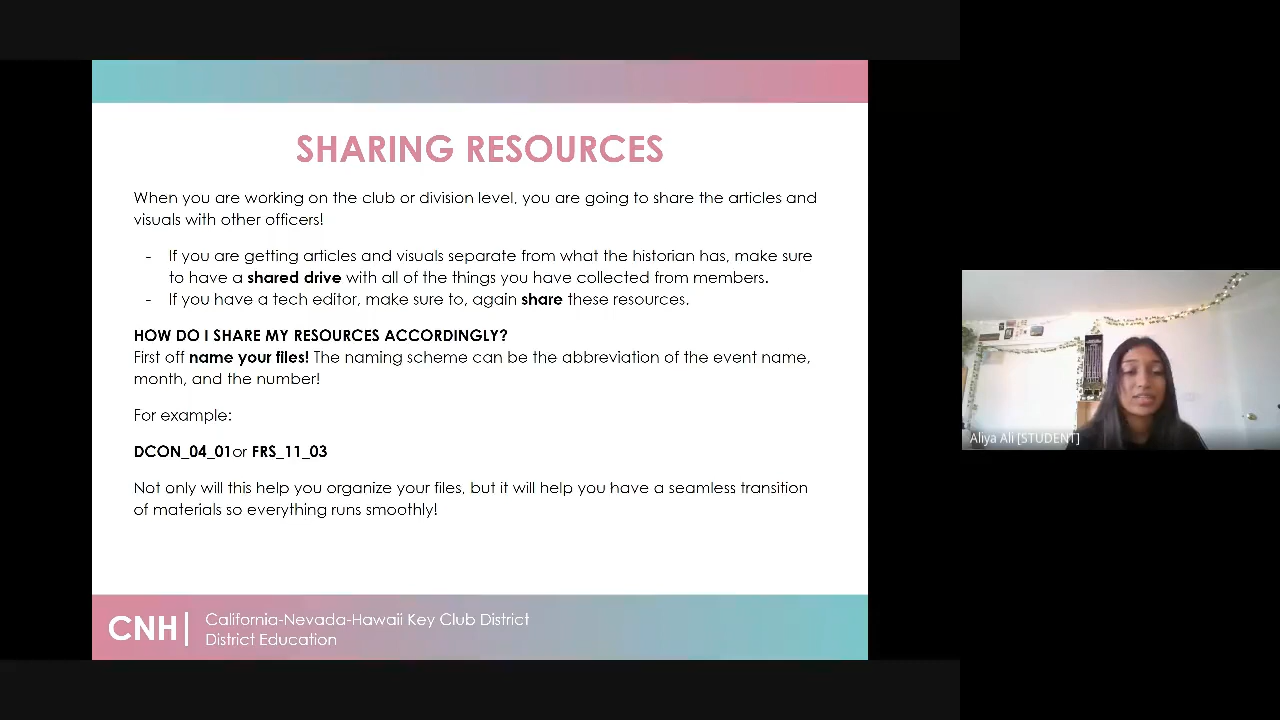 SHARING RESOURCES
When you are working on the club or division level, you are going to share the articles and
visuals with other officers!
- If you are getting articles and visuals separate from what the historian has, make sure
to have a shared drive with all of the things you have collected from members.
- If you have a tech editor, make sure to, again share these resources.
HOW DO I SHARE MY RESOURCES ACCORDINGLY?
First off name your files! The naming scheme can be the abbreviation of the event name,
month, and the number!
For example:
DCON_04_01or FRS_11_03
Not only will this help you organize your files, but it will help you have a seamless transition
of materials so everything runs smoothly!
CNH
California-Nevada-Hawaii Key Club District
District Education
Aliya Ali [STUDENT]